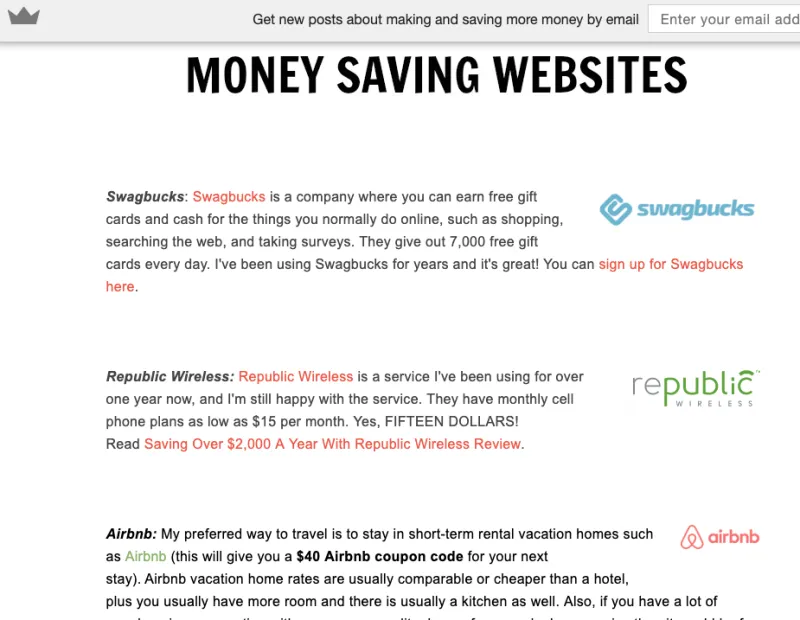 Get new posts about making and saving more money by email
Enter your email add
MONEY SAVING WEBSITES
Swagbucks: Swagbucks is a company where you can earn free gift
swagbucks
cards and cash for the things you normally do online, such as shopping,
searching the web, and taking surveys. They give out 7,000 free gift
cards every day. I've been using Swagbucks for years and it's great! You can sign up for Swagbucks
here.
Republic Wireless: Republic Wireless is a service I've been using for over
republic™
WIRELESS
one year now, and I'm still happy with the service. They have monthly cell
phone plans as low as $15 per month. Yes, FIFTEEN DOLLARS!
Read Saving Over $2,000 A Year With Republic Wireless Review.
Airbnb: My preferred way to travel is to stay in short-term rental vacation homes such
airbnb
as Airbnb (this will give you a $40 Airbnb coupon code for your next
stay). Airbnb vacation home rates are usually comparable or cheaper than a hotel,
plus you usually have more room and there is usually a kitchen as well. Also, if you have a lot of